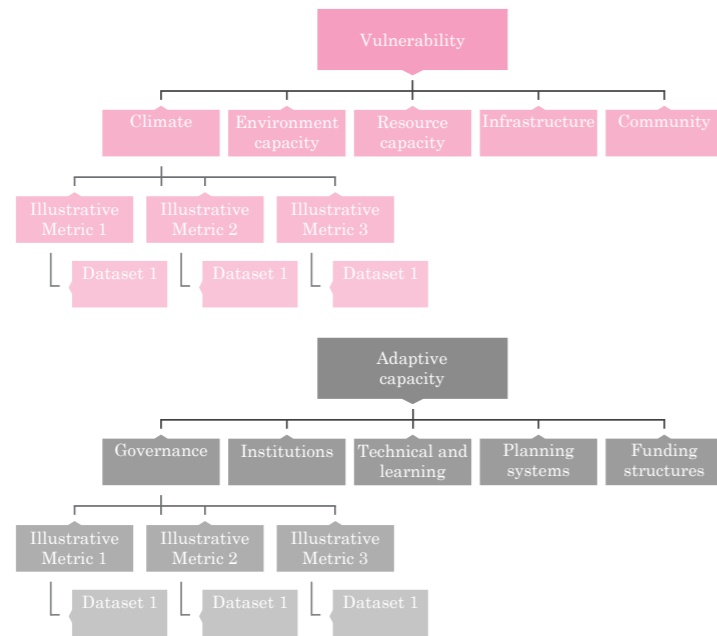 Vulnerability
Climate
Environment
capacity
Resource
capacity
Infrastructure
Community
Illustrative
Metric 1
Illustrative
Metric 2
Illustrative
Metric 3
Dataset 1
Dataset 1
Dataset 1
Adaptive
capacity
Governance
Institutions
Technical and
learning
Planning
systems
Funding
structures
Illustrative
Metric 1
Illustrative
Metric 2
Illustrative
Metric 3
Dataset 1
Dataset 1
Dataset 1